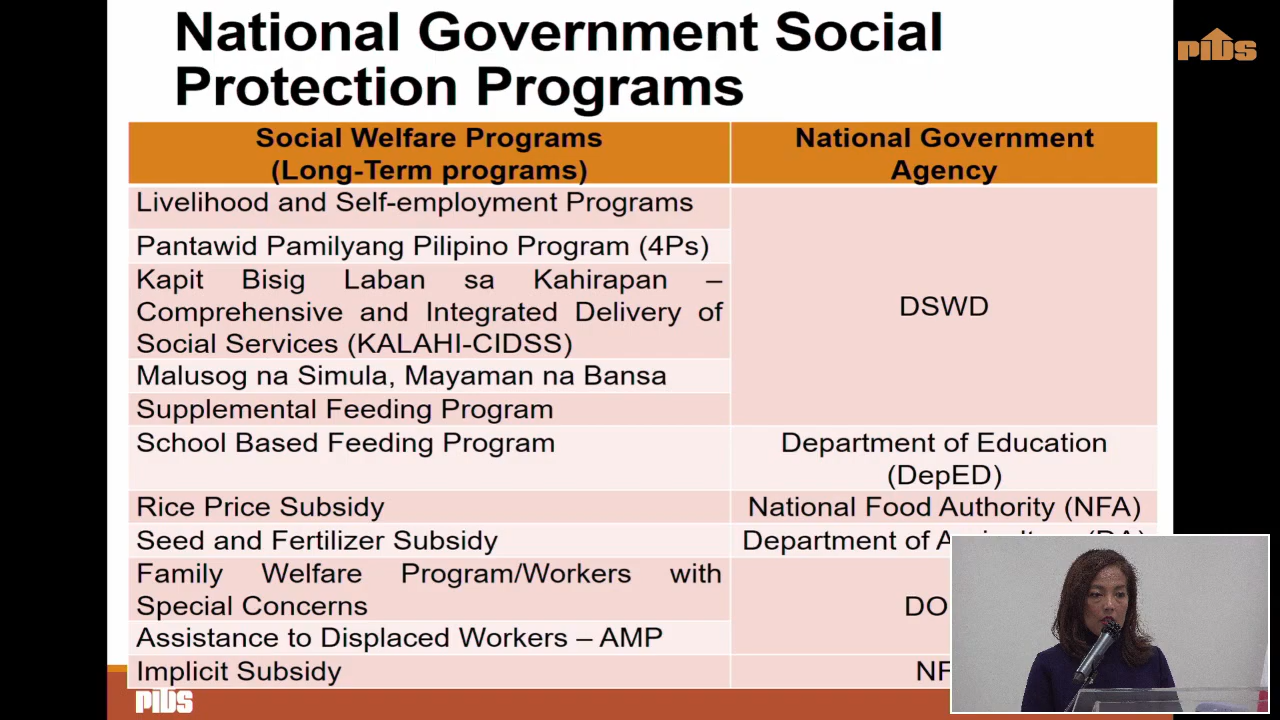 National Government Social
Protection Programs
PIDS
Social Welfare Programs
(Long-Term programs)
National Government
Agency
Livelihood and Self-employment Programs
Pantawid Pamilyang Pilipino Program (4Ps)
Kapit Bisig Laban sa Kahirapan –
Comprehensive and Integrated Delivery of
Social Services (KALAHI-CIDSS)
Malusog na Simula, Mayaman na Bansa
Supplemental Feeding Program
DSWD
School Based Feeding Program
Department of Education
(DepED)
Rice Price Subsidy
National Food Authority (NFA)
Seed and Fertilizer Subsidy
Department of
Family Welfare Program/Workers with
Special Concerns
Assistance to Displaced Workers – AMP
Implicit Subsidy
PIDS